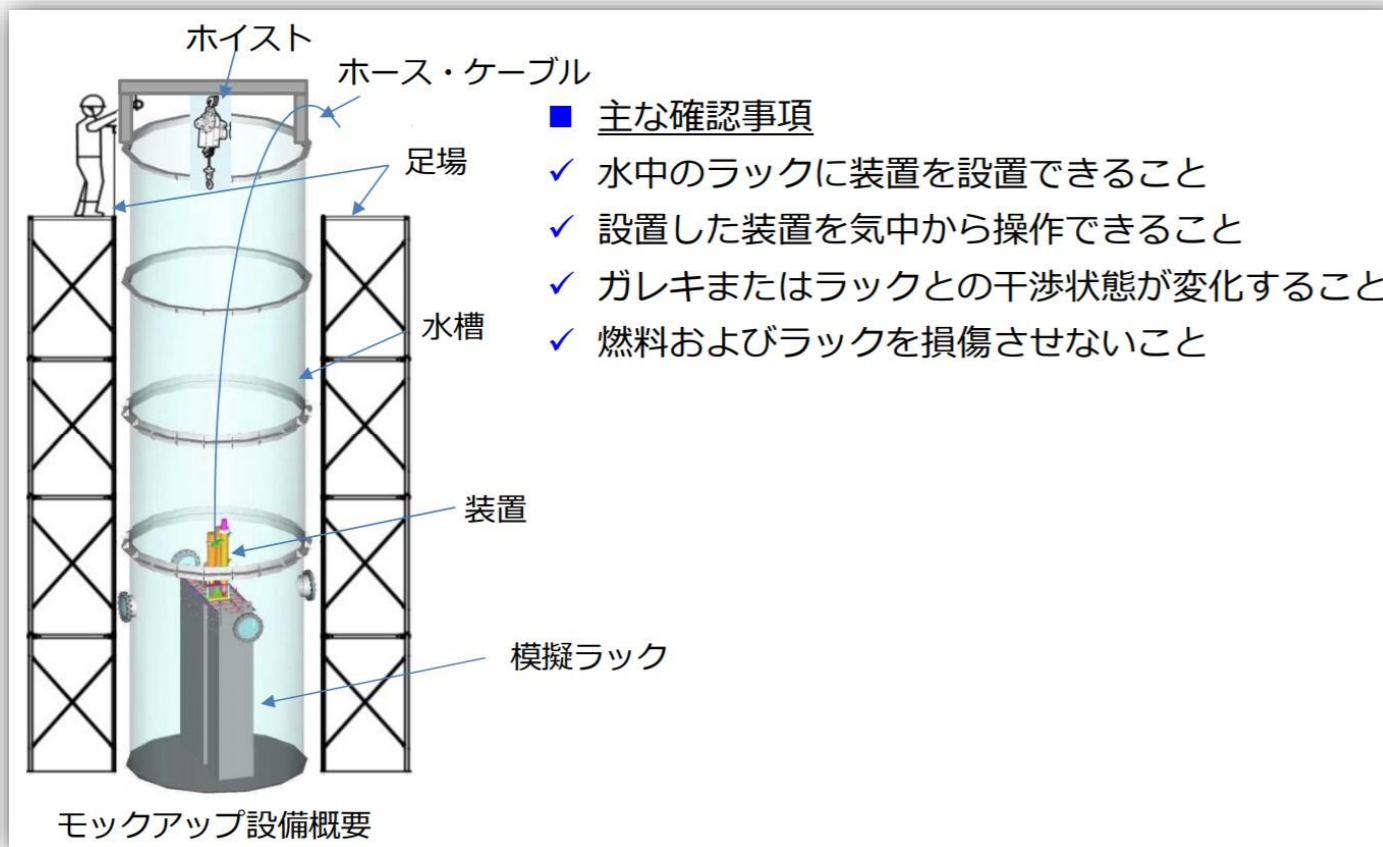 ホイスト
ホース・ケーブル
足場
水槽
装置
模擬ラック
モックアップ設備概要
■ 主な確認事項
✓ 水中のラックに装置を設置できること
✓ 設置した装置を気中から操作できること
✓ ガレキまたはラックとの干渉状態が変化すること
✓ 燃料およびラックを損傷させないこと